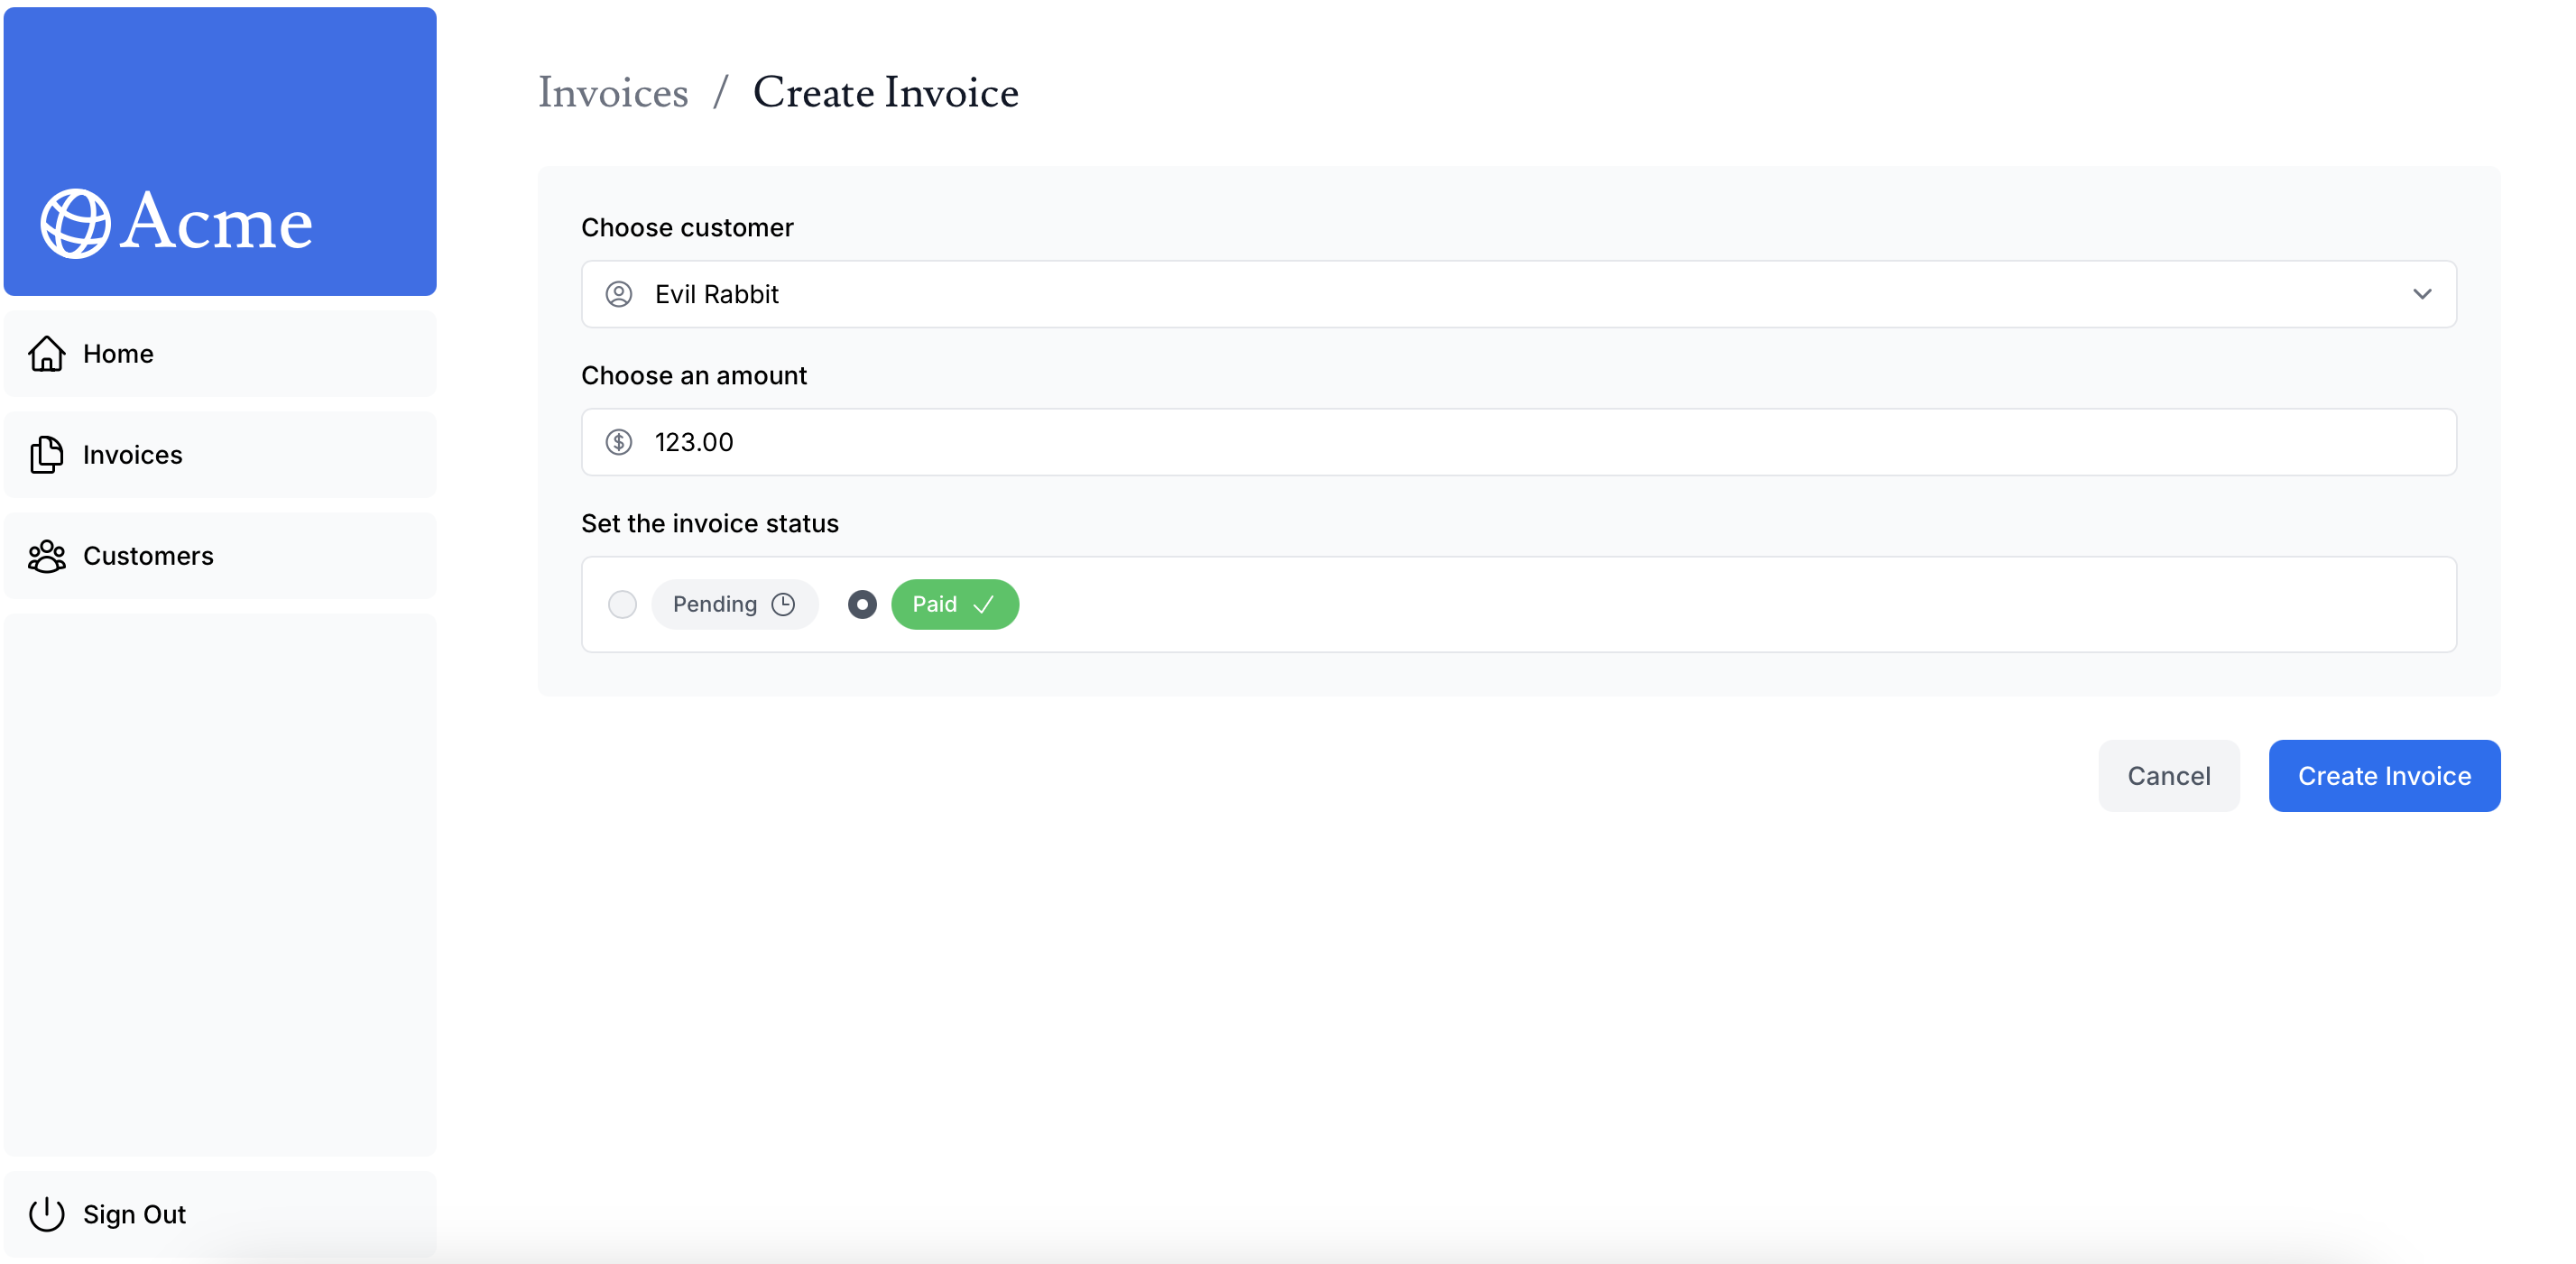 Acme
Home
Invoices
Customers
Sign Out
Invoices / Create Invoice
Choose customer
Evil Rabbit
Choose an amount
123.00
Set the invoice status
Pending Paid
Cancel Create Invoice